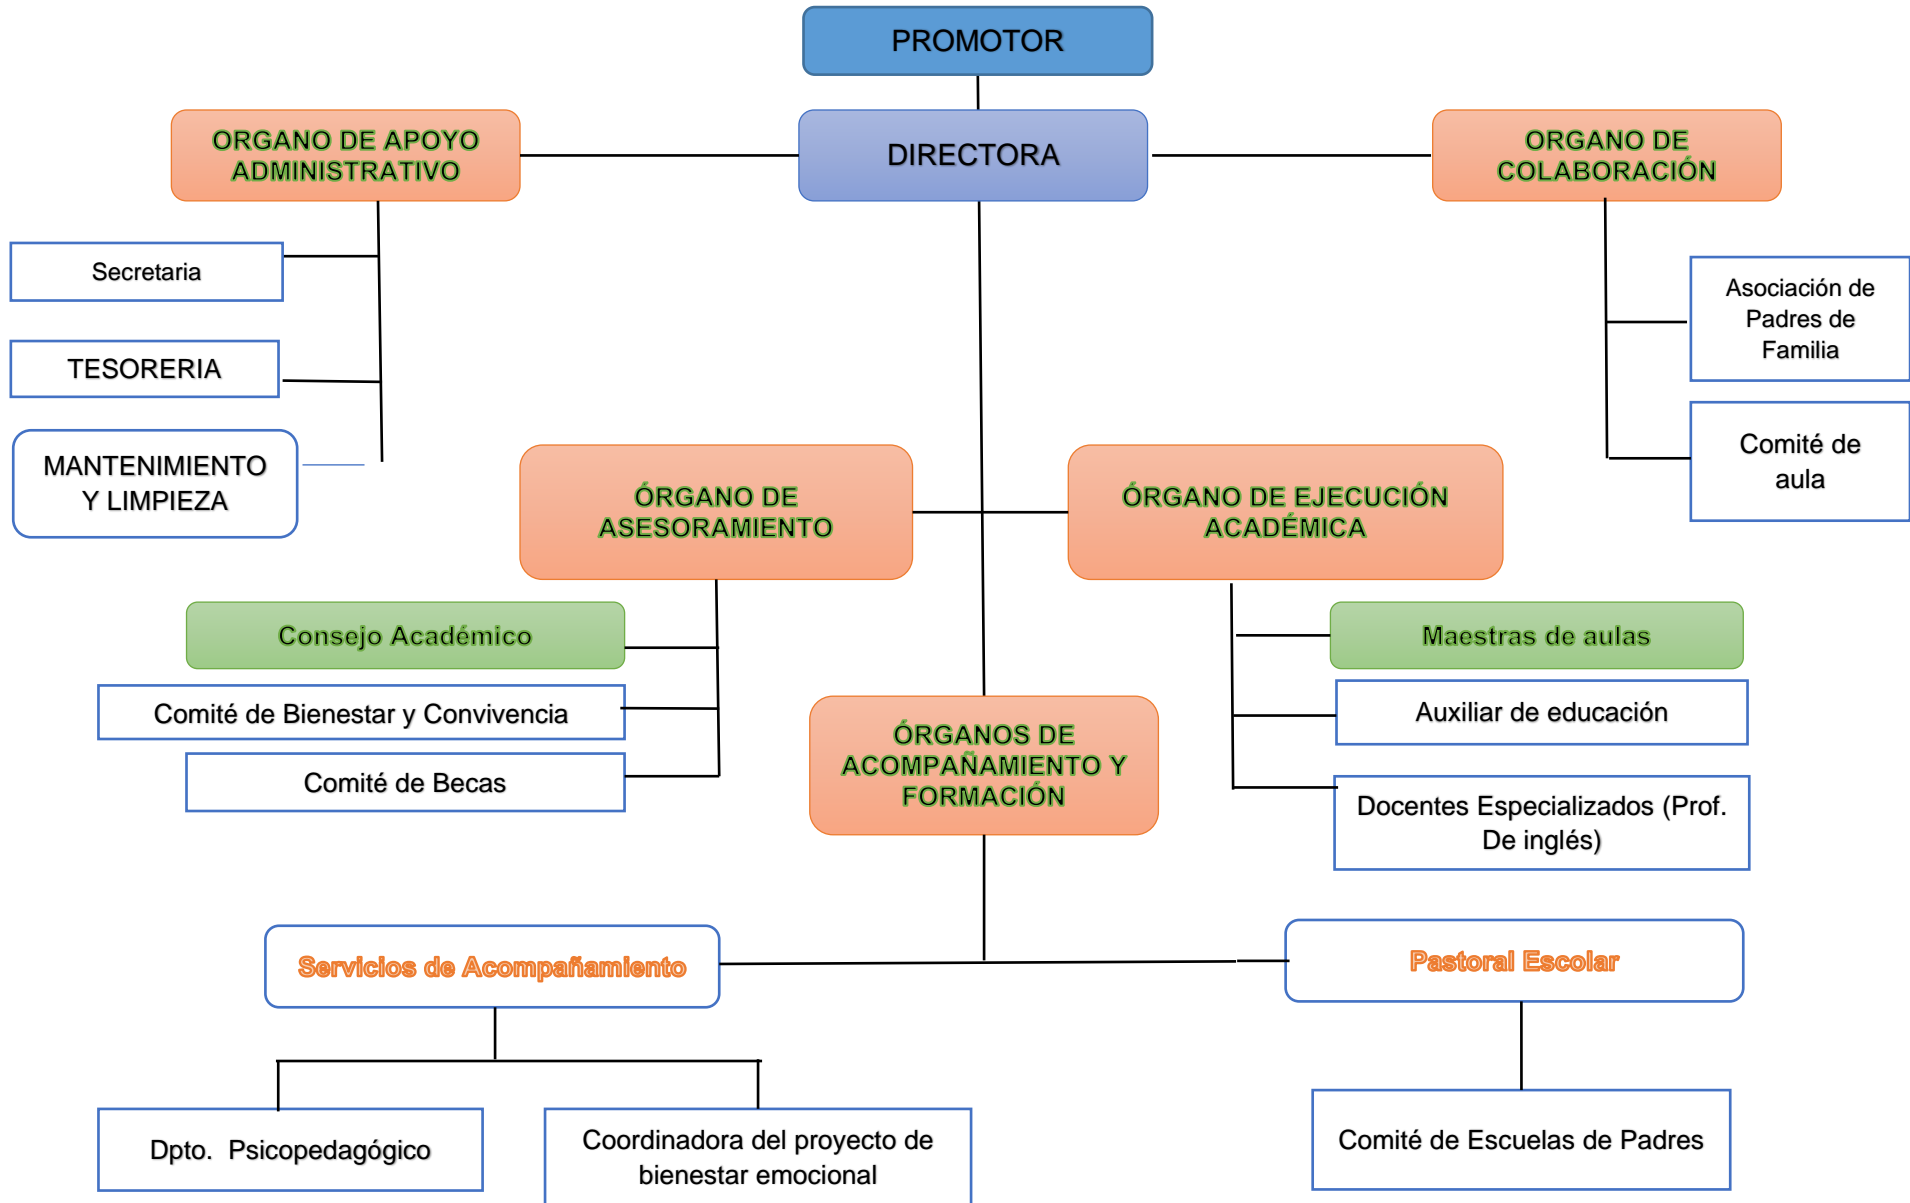 PROMOTOR
ORGANO DE APOYO
ADMINISTRATIVO
DIRECTORA
ORGANO DE
COLABORACIÓN
Secretaria
TESORERIA
MANTENIMIENTO
Y LIMPIEZA
Asociación de
Padres de
Familia
Comité de
aula
ÓRGANO DE
ASESORAMIENTO
ÓRGANO DE EJECUCIÓN
ACADÉMICA
Consejo Académico
Comité de Bienestar y Convivencia
Comité de Becas
Maestras de aulas
Auxiliar de educación
Docentes Especializados (Prof.
De inglés)
ÓRGANOS DE
ACOMPAÑAMIENTO Y
FORMACIÓN
Servicios de Acompañamiento
Pastoral Escolar
Dpto.  Psicopedagógico
Coordinadora del proyecto de
bienestar emocional
Comité de Escuelas de Padres